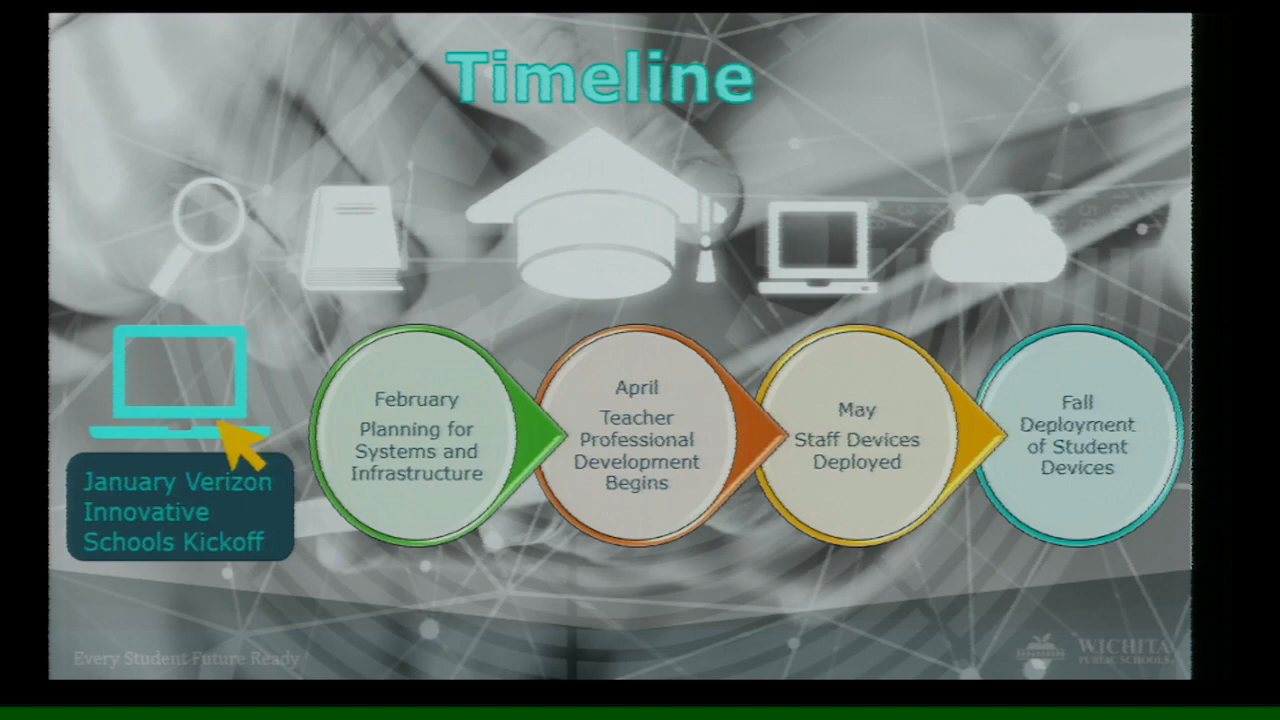 Timeline
January Verizon
Innovative
Schools Kickoff
February
Planning for
Systems and
Infrastructure
April
Teacher
Professional
Development
Begins
May
Staff Devices
Deployed
Fall
Deployment
of Student
Devices
Every Student Future Ready
WICHITA
PUBLIC SCHOOLS